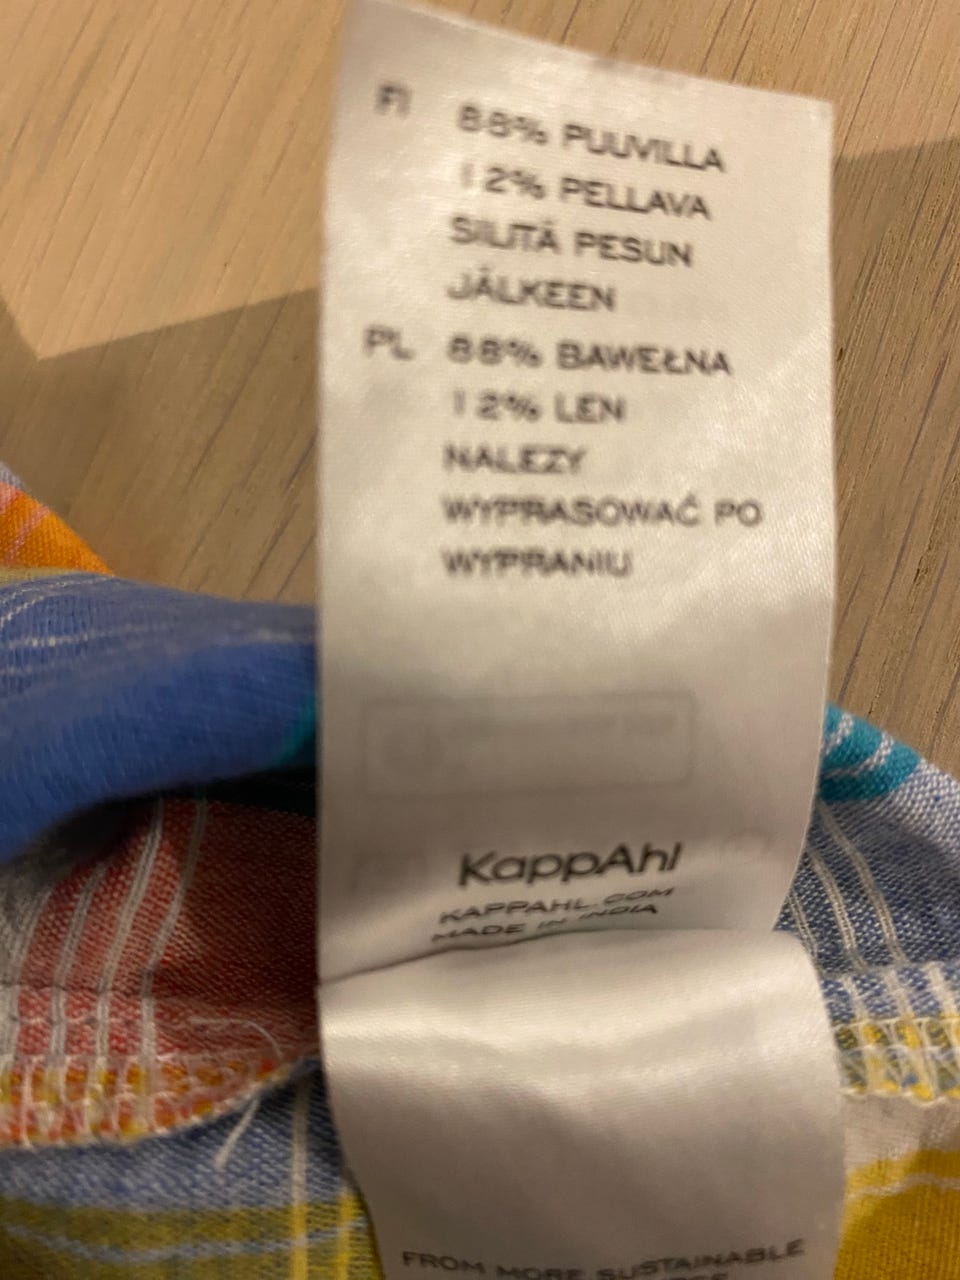 FI 88% PUUVILLA
12% PELLAVA
SILITÄ PESUN
JÄLKEEN
PL 88% BAWEŁNA
12% LEN
NALEZY
WYPRASOWAĆ PO
WYPRANIU
KappAhl
KAPPAHL.COM
MADE IN INDIA
FROM MORE SUSTAINABLE